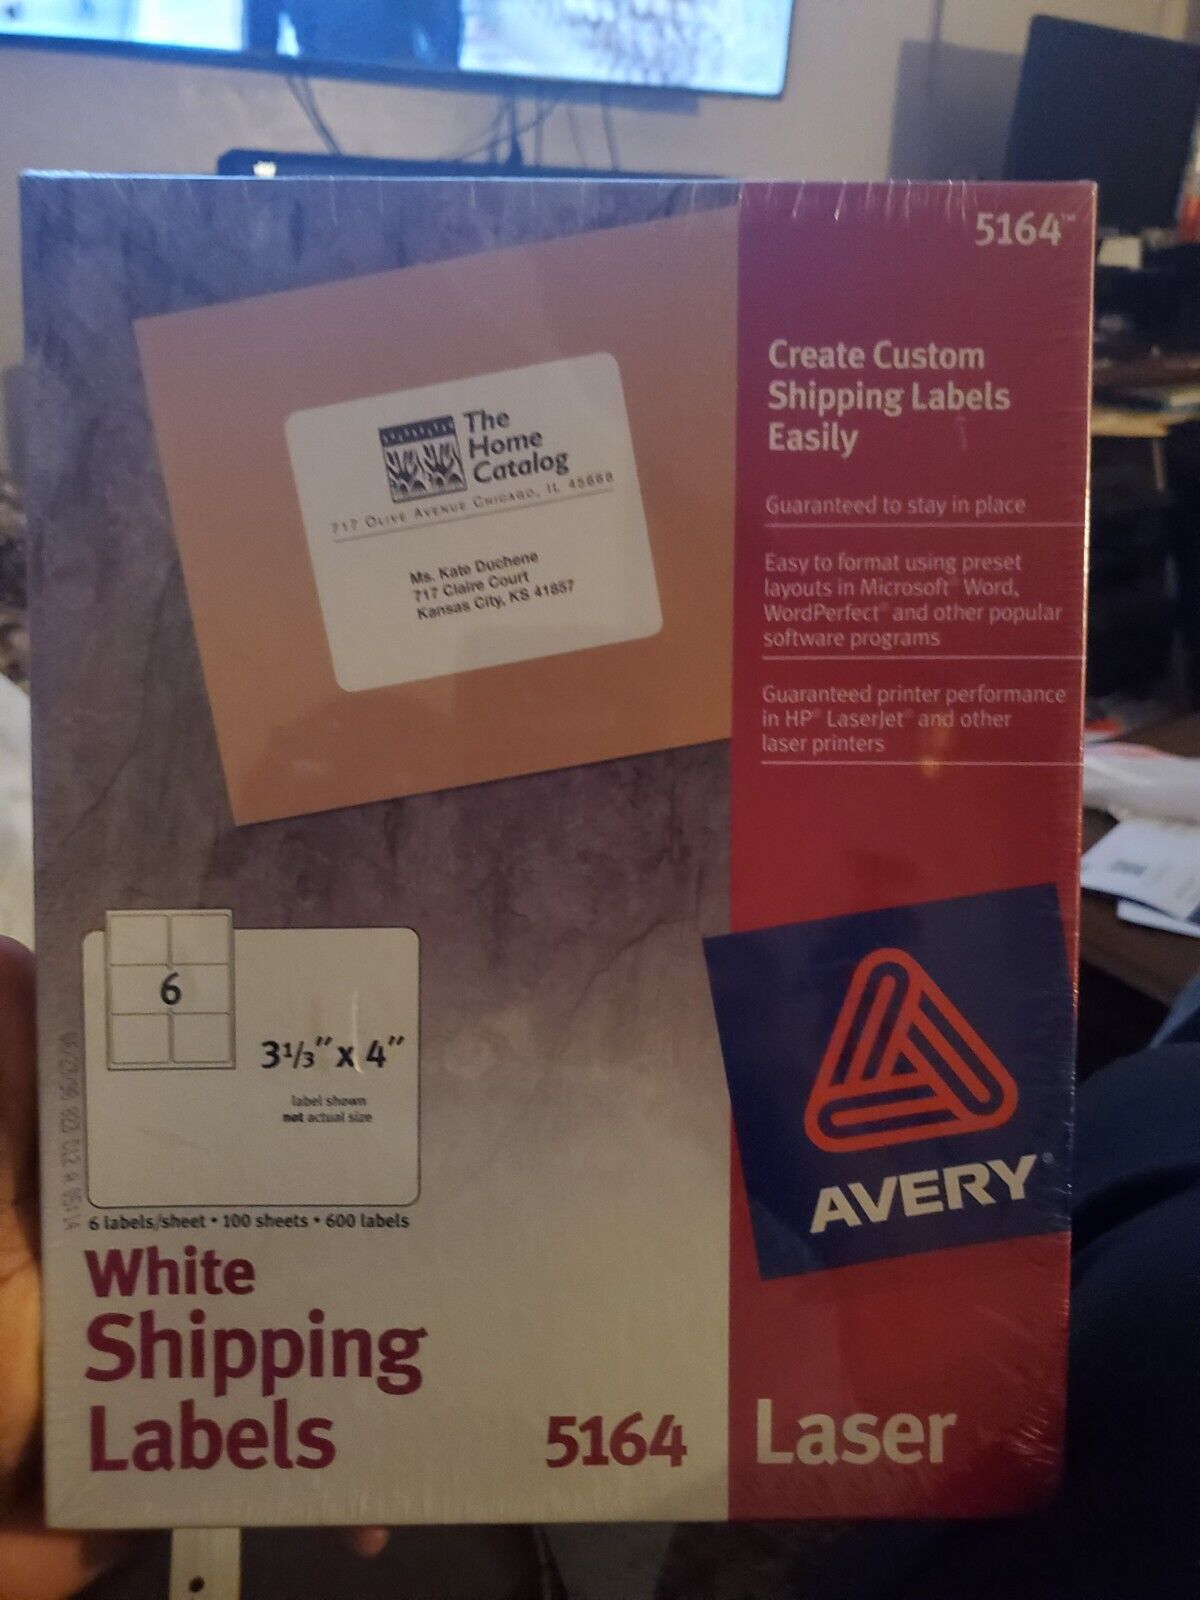 5164™
Create Custom
Shipping Labels
Easily
Guaranteed to stay in place
Easy to format using preset
layouts in Microsoft® Word,
WordPerfect® and other popular
software programs
Guaranteed printer performance
in HP® LaserJet® and other
laser printers
The
Home
Catalog
717 Olive Avenue Chicago, IL 45668
Ms. Kate Duchene
717 Claire Court
Kansas City, KS 41857
6
3 1/3" x 4"
label shown
not actual size
6 labels/sheet • 100 sheets • 600 labels
White
Shipping
Labels
5164
Laser
AVERY®